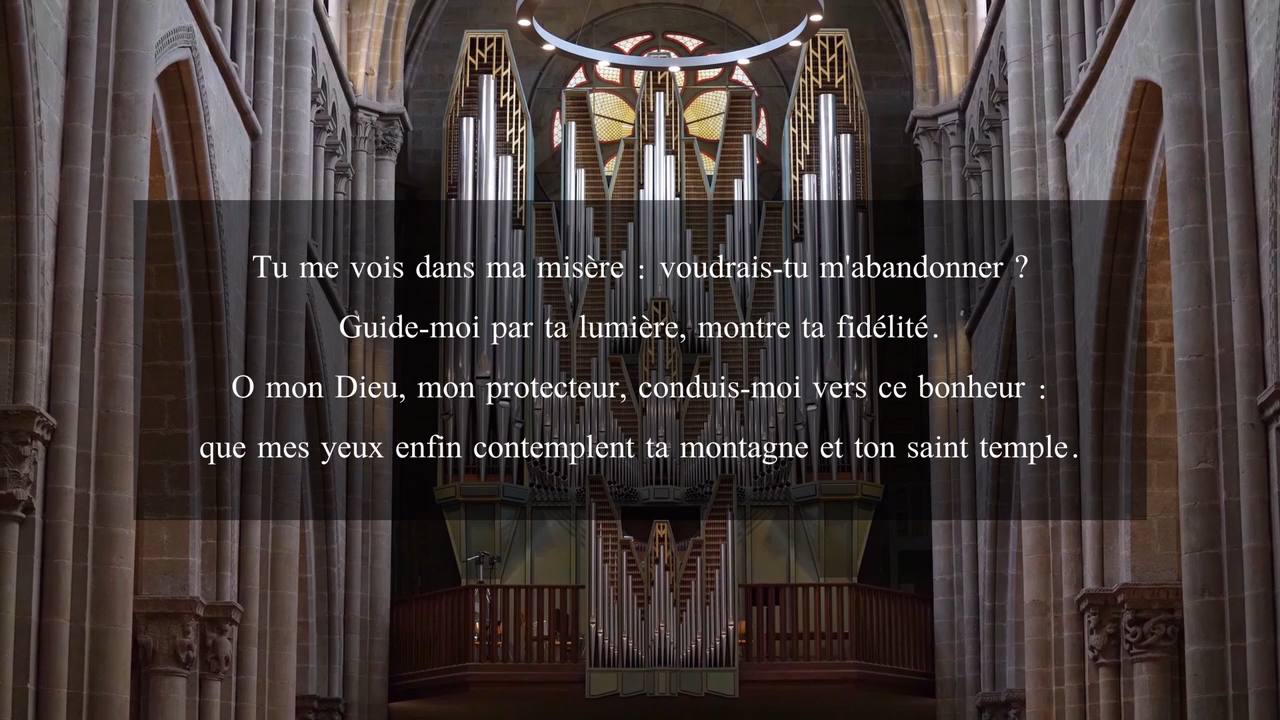 Tu me vois dans ma misère : voudrais-tu m'abandonner ?
Guide-moi par ta lumière, montre ta fidélité.
O mon Dieu, mon protecteur, conduis-moi vers ce bonheur :
que mes yeux enfin contemplent ta montagne et ton saint temple.